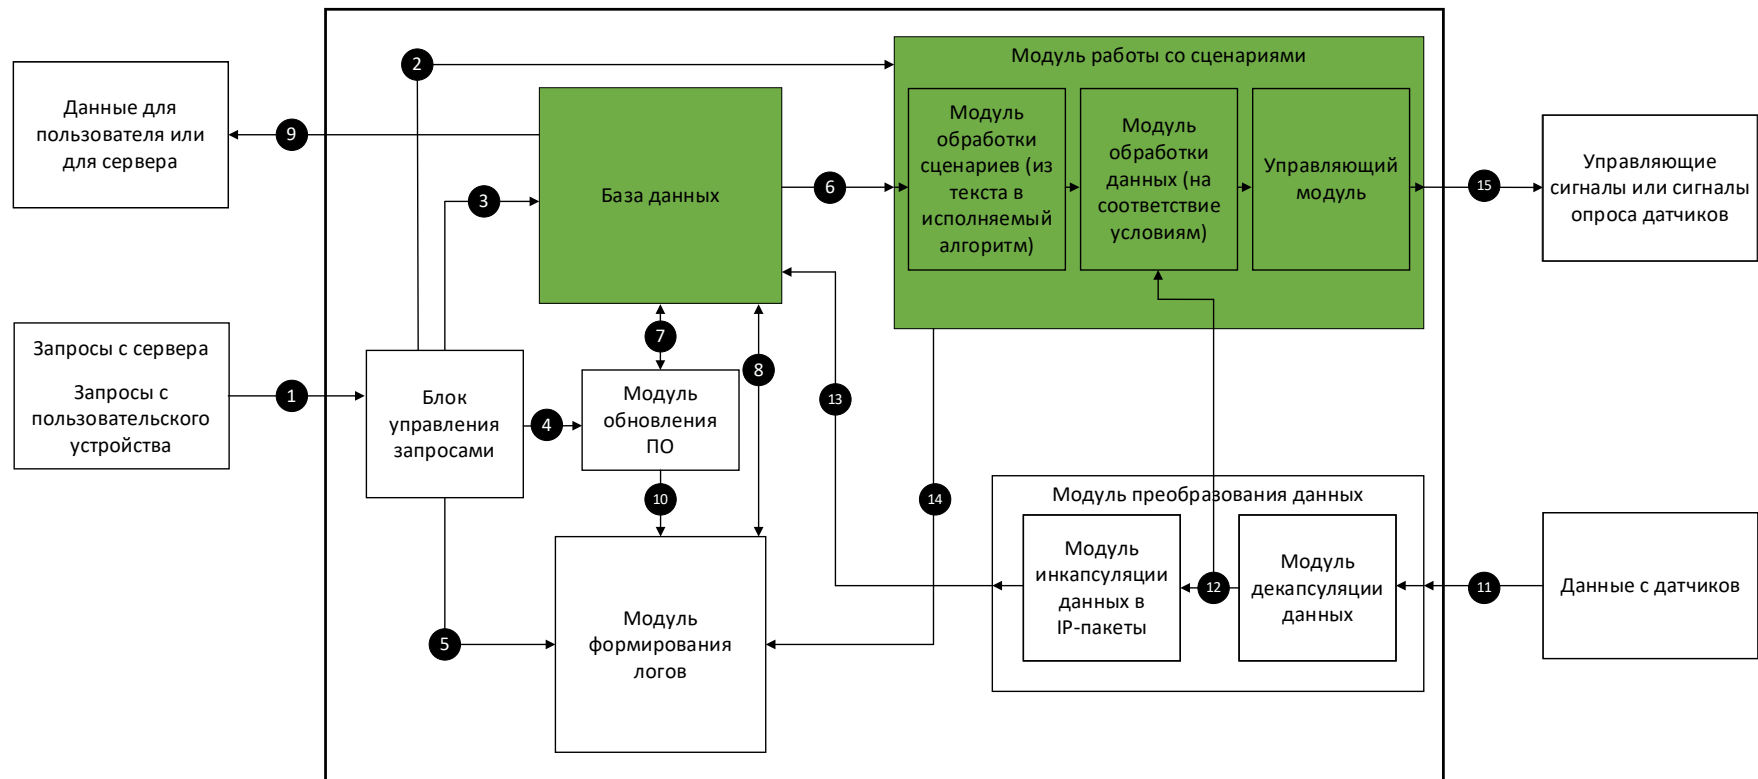 2
Модуль работы со сценариями
Данные для
пользователя или
для сервера
9
База данных
3
6
Модуль
обработки
сценариев (из
текста в
исполняемый
алгоритм)
Модуль
обработки
данных (на
соответствие
условиям)
Управляющий
модуль
15
Управляющие
сигналы или сигналы
опроса датчиков
Запросы с сервера
Запросы с
пользовательского
устройства
1
Блок
управления
запросами
4
7
8
Модуль
обновления
ПО
13
10
14
5
Модуль
формирования
логов
Модуль преобразования данных
Модуль
инкапсуляции
данных в
IP-пакеты
12
Модуль
декапсуляции
данных
11
Данные с датчиков